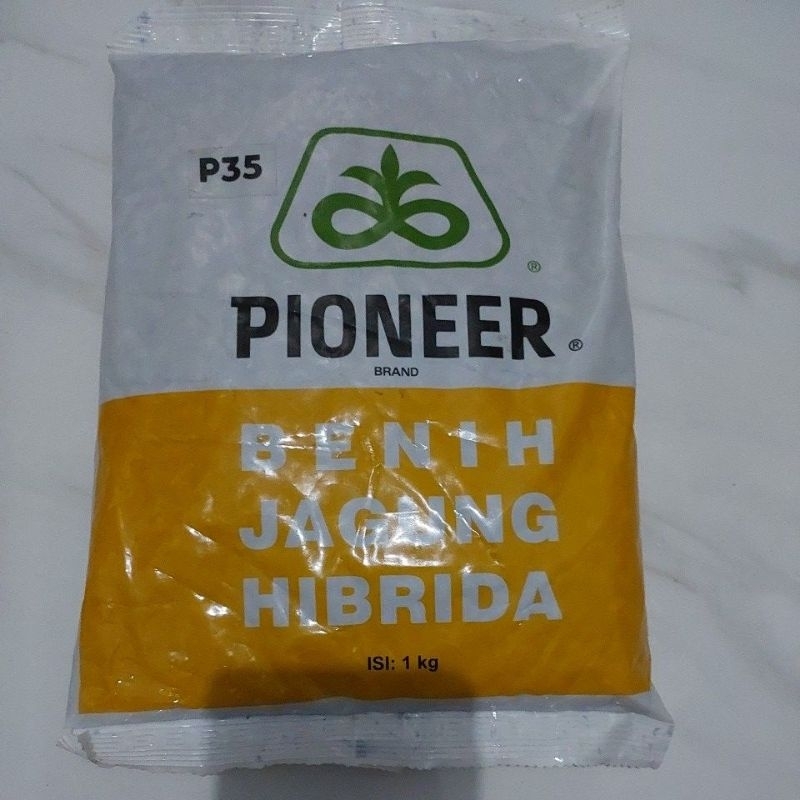 P35
®
PIONEER ®
BRAND
BENIH
JAGUNG
HIBRIDA
ISI: 1 kg